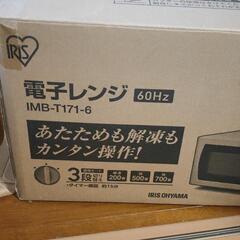 IRIS
電子レンジ 60Hz
IMB-T171-6
あたためも解凍も
カンタン操作!
3段 200W 500W 700W
IRIS OHYAMA